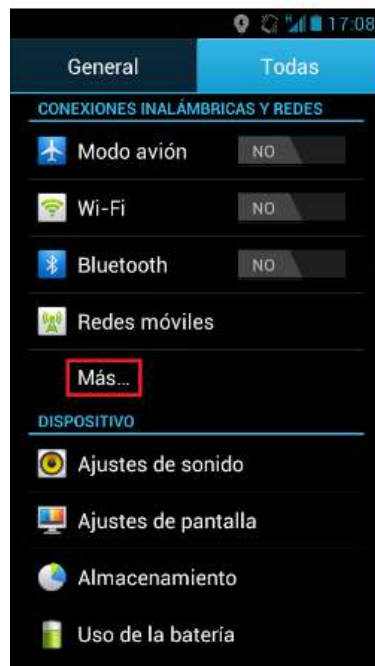 17:08
General
Todas
CONEXIONES INALÁMBRICAS Y REDES
Modo avión NO
Wi-Fi NO
Bluetooth NO
Redes móviles
Más...
DISPOSITIVO
Ajustes de sonido
Ajustes de pantalla
Almacenamiento
Uso de la batería